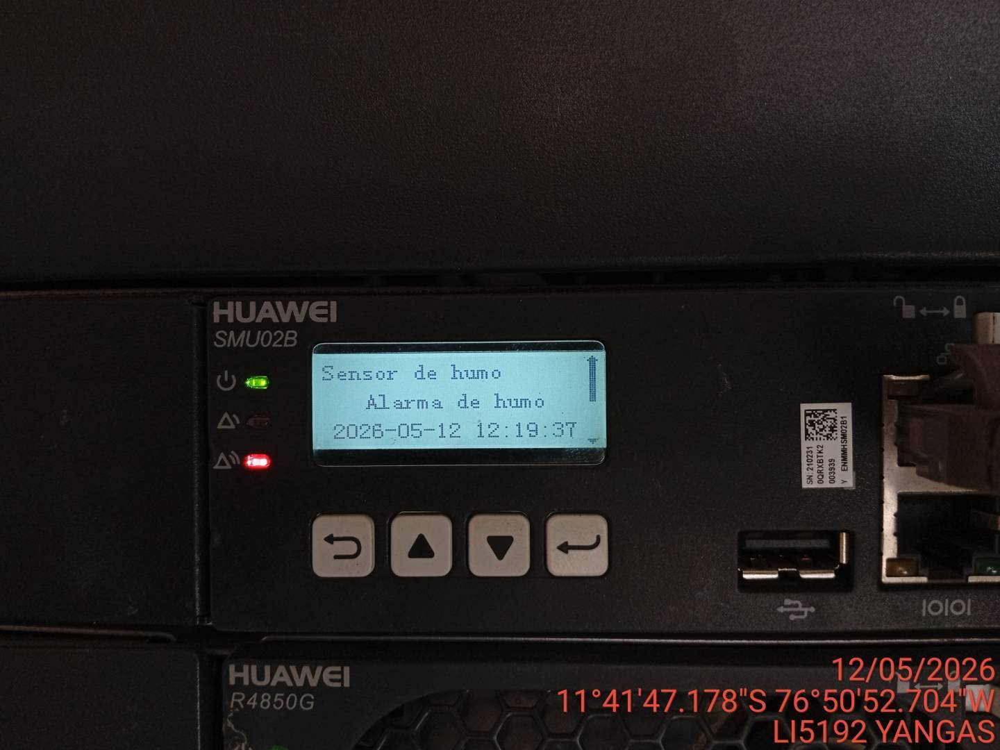 HUAWEI
SMU02B
Sensor de humo
Alarma de humo
2026-05-12 12:19:37
SN:210231
0QRXBTK2
003939
Y ENMMHSM02B1
|O|O|
HUAWEI
R4850G
12/05/2026
11°41'47.178"S 76°50'52.704"W
LI5192 YANGAS